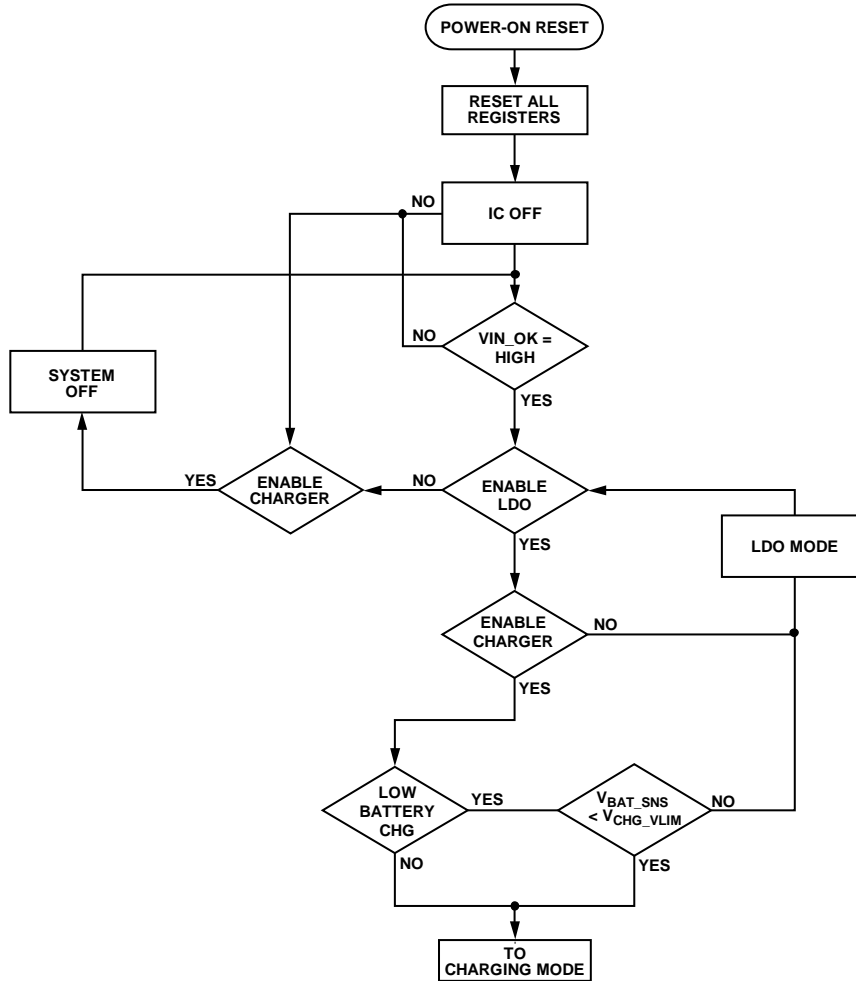 POWER-ON RESET
RESET ALL
REGISTERS
NO
IC OFF
NO
VIN_OK =
HIGH
SYSTEM
OFF
YES
YES
ENABLE
CHARGER
NO
ENABLE
LDO
YES
LDO MODE
ENABLE
CHARGER
NO
YES
LOW
BATTERY
CHG
YES
VBAT_SNS
< VCHG_VLIM
NO
NO
YES
TO
CHARGING MODE